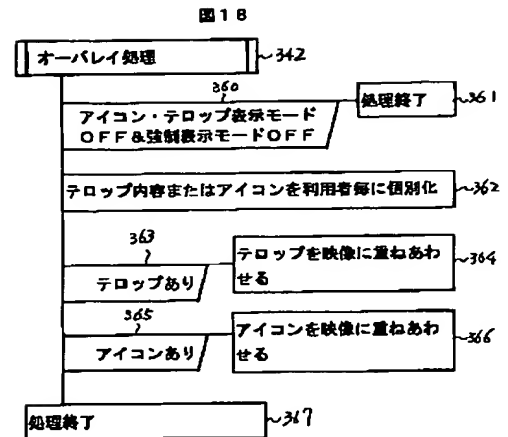 図18
オーバレイ処理
342
360
アイコン・テロップ表示モード
OFF&強制表示モードOFF
処理終了
361
テロップ内容またはアイコンを利用者毎に個別化
362
363
テロップあり
テロップを映像に重ねあわ
せる
364
365
アイコンあり
アイコンを映像に重ねあわ
せる
366
処理終了
367